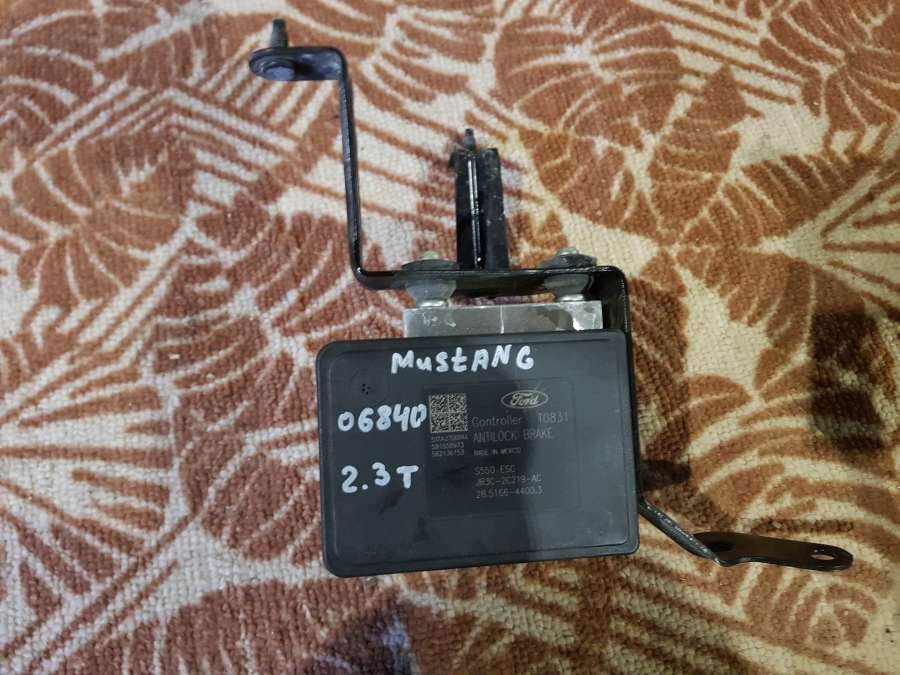 MUStANG
06840
2.3T
Ford
Controller T0831
ANTILOCK BRAKE
MADE IN MEXICO
S550 ESC
JR3C-2C219-AC
28.5166-4400.3